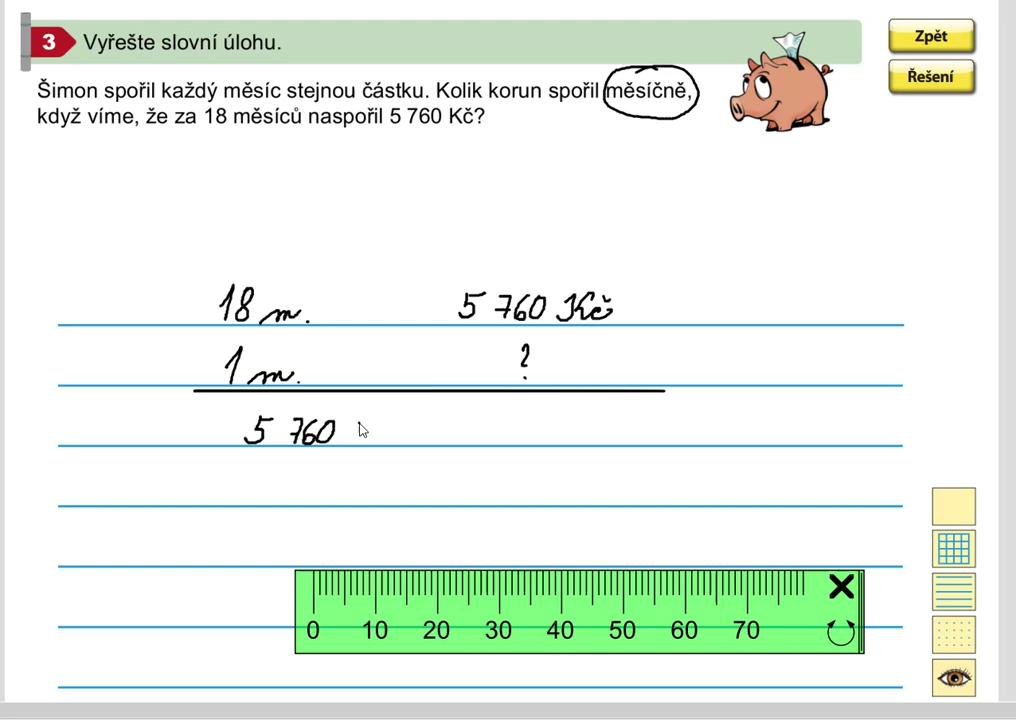 3 Vyřešte slovní úlohu.
Zpět
Řešení
Šimon spořil každý měsíc stejnou částku. Kolik korun spořil měsíčně,
když víme, že za 18 měsíců naspořil 5 760 Kč?
18 m. 5 760 Kč
1 m. ?
5 760
0 10 20 30 40 50 60 70